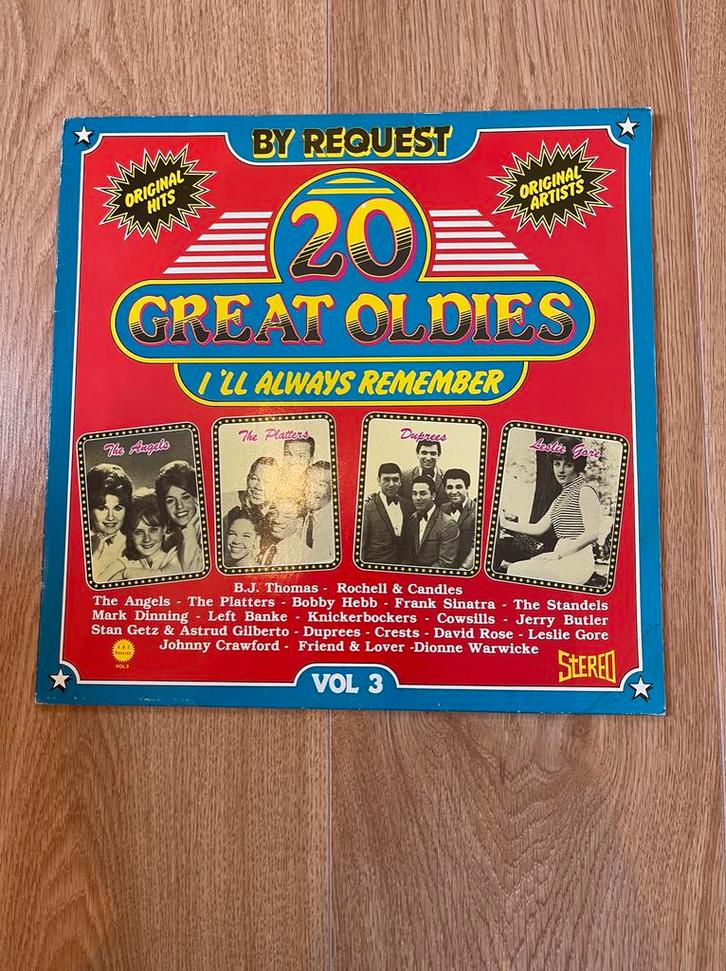 BY REQUEST
ORIGINAL
HITS
ORIGINAL
ARTISTS
20
GREAT OLDIES
I'LL ALWAYS REMEMBER
The Angels
The Platters
Duprees
Leslie Gore
B.J. Thomas - Rochell & Candles
The Angels - The Platters - Bobby Hebb - Frank Sinatra - The Standels
Mark Dinning - Left Banke - Knickerbockers - Cowsills - Jerry Butler
Stan Getz & Astrud Gilberto - Duprees - Crests - David Rose - Leslie Gore
Johnny Crawford - Friend & Lover -Dionne Warwicke
Records
VOL 3
STEREO
VOL 3